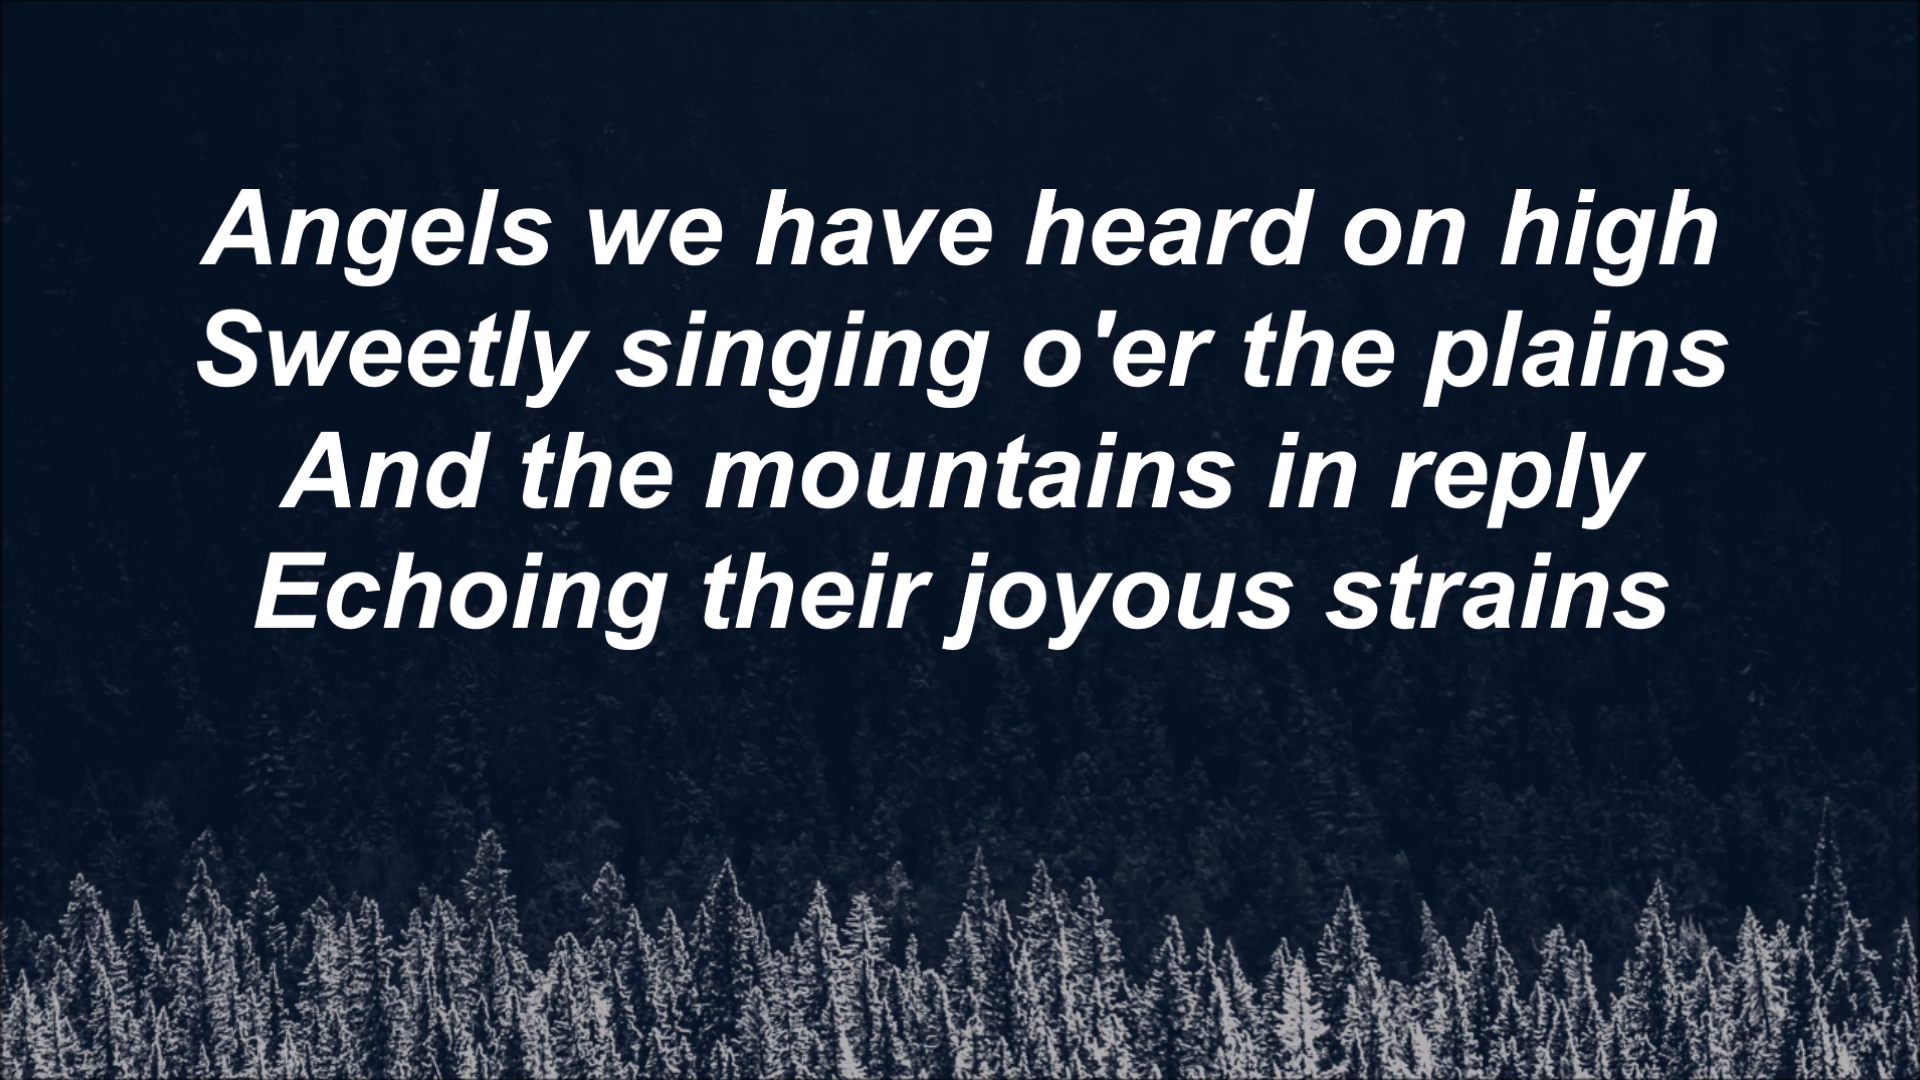 Angels we have heard on high
Sweetly singing o'er the plains
And the mountains in reply
Echoing their joyous strains